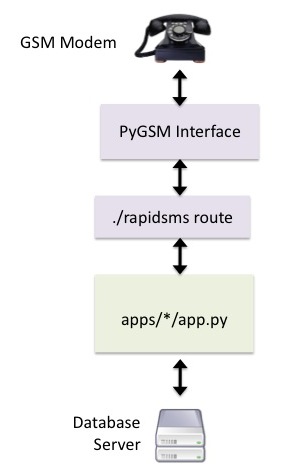 GSM Modem
PyGSM Interface
./rapidsms route
apps/*/app.py
Database
Server